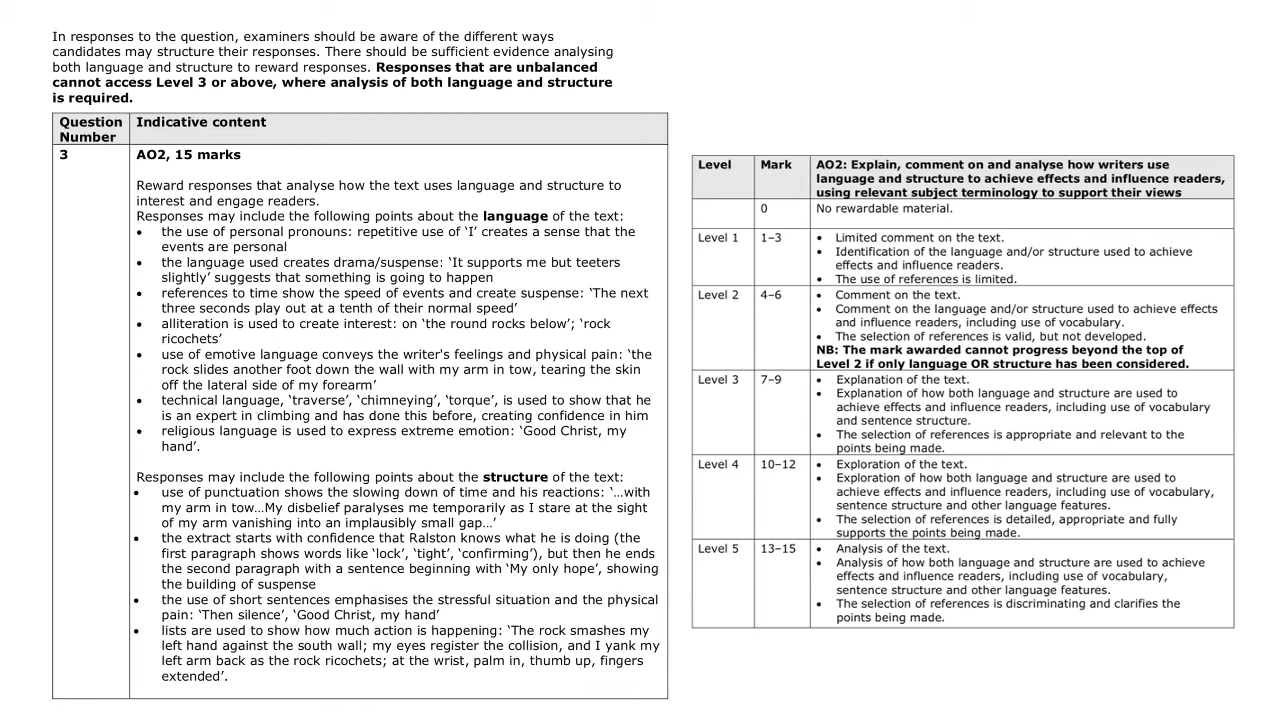 In responses to the question, examiners should be aware of the different ways
candidates may structure their responses. There should be sufficient evidence analysing
both language and structure to reward responses. Responses that are unbalanced
cannot access Level 3 or above, where analysis of both language and structure
is required.
Question Number
Indicative content
3
AO2, 15 marks
Reward responses that analyse how the text uses language and structure to
interest and engage readers.
Responses may include the following points about the language of the text:
• the use of personal pronouns: repetitive use of ‘I’ creates a sense that the
events are personal
• the language used creates drama/suspense: ‘It supports me but teeters
slightly’ suggests that something is going to happen
• references to time show the speed of events and create suspense: ‘The next
three seconds play out at a tenth of their normal speed’
• alliteration is used to create interest: on ‘the round rocks below’; ‘rock
ricochets’
• use of emotive language conveys the writer's feelings and physical pain: ‘the
rock slides another foot down the wall with my arm in tow, tearing the skin
off the lateral side of my forearm’
• technical language, ‘traverse’, ‘chimneying’, ‘torque’, is used to show that he
is an expert in climbing and has done this before, creating confidence in him
• religious language is used to express extreme emotion: ‘Good Christ, my
hand’.
Responses may include the following points about the structure of the text:
• use of punctuation shows the slowing down of time and his reactions: ‘…with
my arm in tow…My disbelief paralyses me temporarily as I stare at the sight
of my arm vanishing into an implausibly small gap…’
• the extract starts with confidence that Ralston knows what he is doing (the
first paragraph shows words like ‘lock’, ‘tight’, ‘confirming’), but then he ends
the second paragraph with a sentence beginning with ‘My only hope’, showing
the building of suspense
• the use of short sentences emphasises the stressful situation and the physical
pain: ‘Then silence’, ‘Good Christ, my hand’
• lists are used to show how much action is happening: ‘The rock smashes my
left hand against the south wall; my eyes register the collision, and I yank my
left arm back as the rock ricochets; at the wrist, palm in, thumb up, fingers
extended’.
Level
Mark
AO2: Explain, comment on and analyse how writers use
language and structure to achieve effects and influence readers,
using relevant subject terminology to support their views
0
No rewardable material.
Level 1
1–3
• Limited comment on the text.
• Identification of the language and/or structure used to achieve
effects and influence readers.
• The use of references is limited.
Level 2
4–6
• Comment on the text.
• Comment on the language and/or structure used to achieve effects
and influence readers, including use of vocabulary.
• The selection of references is valid, but not developed.
NB: The mark awarded cannot progress beyond the top of
Level 2 if only language OR structure has been considered.
Level 3
7–9
• Explanation of the text.
• Explanation of how both language and structure are used to
achieve effects and influence readers, including use of vocabulary
and sentence structure.
• The selection of references is appropriate and relevant to the
points being made.
Level 4
10–12
• Exploration of the text.
• Exploration of how both language and structure are used to
achieve effects and influence readers, including use of vocabulary,
sentence structure and other language features.
• The selection of references is detailed, appropriate and fully
supports the points being made.
Level 5
13–15
• Analysis of the text.
• Analysis of how both language and structure are used to achieve
effects and influence readers, including use of vocabulary,
sentence structure and other language features.
• The selection of references is discriminating and clarifies the
points being made.